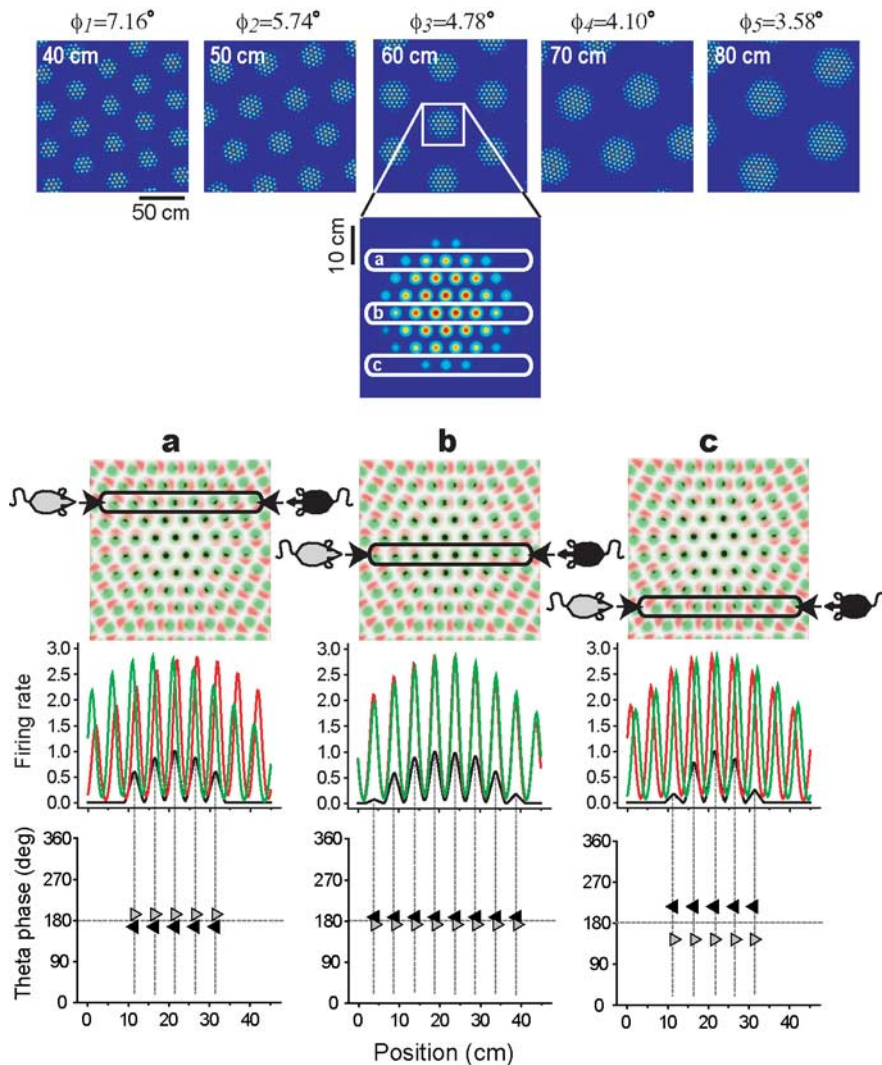 ϕ1=7.16° ϕ2=5.74° ϕ3=4.78° ϕ4=4.10° ϕ5=3.58°
40 cm 50 cm 60 cm 70 cm 80 cm
50 cm
10 cm
a
b
c
a b c
Firing rate
3.0 3.0 3.0
2.5 2.5 2.5
2.0 2.0 2.0
1.5 1.5 1.5
1.0 1.0 1.0
0.5 0.5 0.5
0.0 0.0 0.0
Theta phase (deg)
360 360 360
270 270 270
180 180 180
90 90 90
0 0 0
0 10 20 30 40 0 10 20 30 40 0 10 20 30 40
Position (cm)